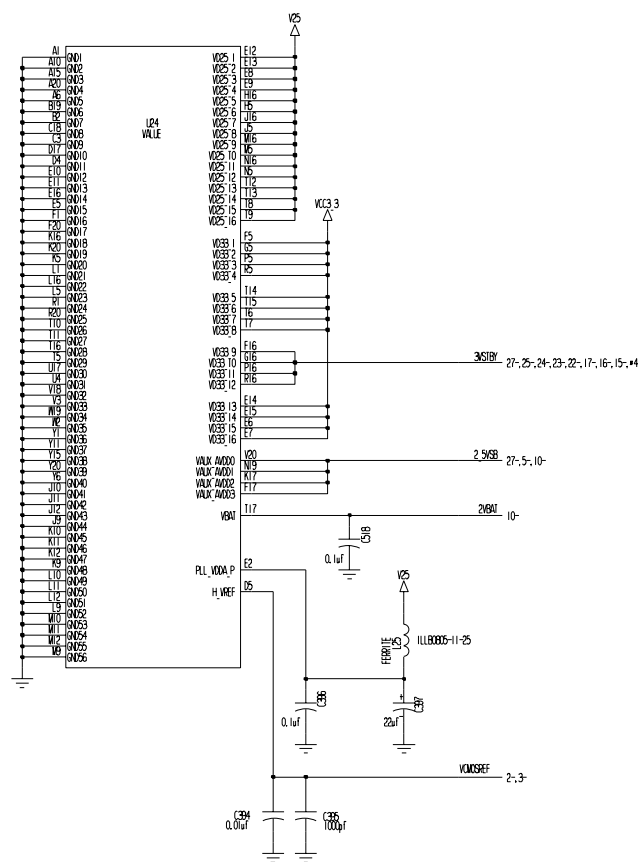 V25
A1 GND1 VD25_1 E12
A10 GND2 VD25_2 E13
A15 GND3 VD25_3 E8
A20 GND4 VD25_4 E9
A6 GND5 VD25_5 H16
B19 GND6 VD25_6 H5
B2 GND7 VD25_7 J16
C18 GND8 VD25_8 J5
C3 GND9 VD25_9 M16
D17 GND10 VD25_10 M5
D4 GND11 VD25_11 N16
E10 GND12 VD25_12 N5
E11 GND13 VD25_13 T12
E16 GND14 VD25_14 T13
E5 GND15 VD25_15 T8
F1 GND16 VD25_16 T9
U24
VALUE
VCC3_3
F20 GND17
K16 GND18 VD33_1 F5
K20 GND19 VD33_2 G5
K5 GND20 VD33_3 P5
L1 GND21 VD33_4 R5
L16 GND22
L5 GND23 VD33_5 T14
R1 GND24 VD33_6 T15
R20 GND25 VD33_7 T6
T10 GND26 VD33_8 T7
T11 GND27
T16 GND28 VD33_9 F16
T5 GND29 VD33_10 G16 3VSTBY 27-,25-,24-,23-,22-,17-,16-,15-,#4
U17 GND30 VD33_11 P16
U4 GND31 VD33_12 R16
V18 GND32
V3 GND33 VD33_13 E14
W19 GND34 VD33_14 E15
W2 GND35 VD33_15 E6
Y1 GND36 VD33_16 E7
Y11 GND37
Y15 GND38 VAUX_AVDD0 V20 2_5VSB 27-,5-,10-
Y20 GND39 VAUX_AVDD1 N19
Y6 GND40 VAUX_AVDD2 K17
J10 GND41 VAUX_AVDD3 F17
J11 GND42
J12 GND43 VBAT T17 2VBAT 10-
J9 GND44
K10 GND45
K11 GND46
K12 GND47
K9 GND48 PLL_VDDA_P E2
L10 GND49
L11 GND50 H_VREF D5
L12 GND51
L9 GND52
M10 GND53
M11 GND54
M12 GND55
M9 GND56
C518
0.1uF
V25
FERRITE
L25
1LLB0805-11-25
C396
0.1uF
+
C397
22uF
VCMOSREF 2-,3-
C394
0.01uF
C395
1000pF